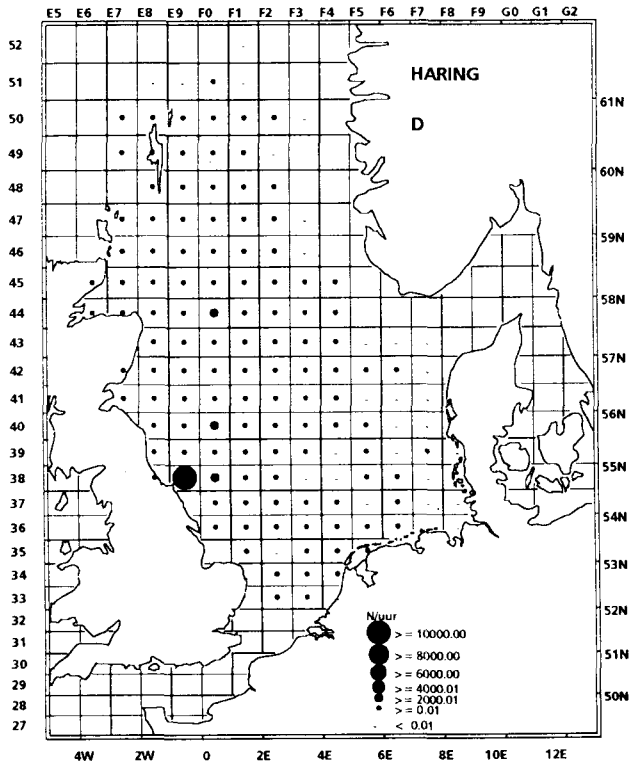 E5 E6 E7 E8 E9 F0 F1 F2 F3 F4 F5 F6 F7 F8 F9 G0 G1 G2
52
51
50
49
48
47
46
45
44
43
42
41
40
39
38
37
36
35
34
33
32
31
30
29
28
27
HARING
D
61N
60N
59N
58N
57N
56N
55N
54N
53N
52N
51N
50N
N/uur
> = 10000.00
> = 8000.00
> = 6000.00
> = 4000.01
> = 2000.01
> = 0.01
< 0.01
4W 2W 0 2E 4E 6E 8E 10E 12E